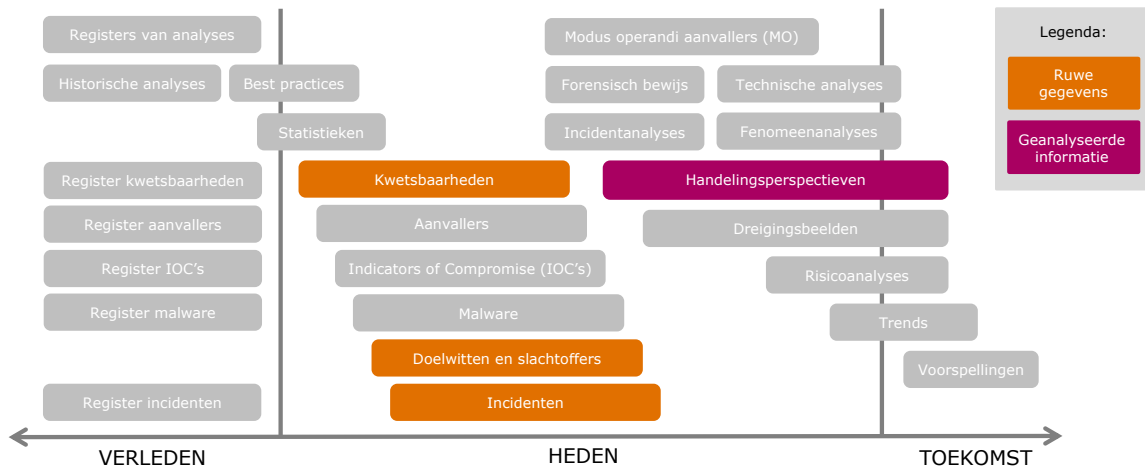 Registers van analyses
Modus operandi aanvallers (MO)
Legenda:
Historische analyses
Best practices
Forensisch bewijs
Technische analyses
Ruwe
gegevens
Statistieken
Incidentanalyses
Fenomeenanalyses
Geanalyseerde
informatie
Register kwetsbaarheden
Kwetsbaarheden
Handelingsperspectieven
Register aanvallers
Aanvallers
Dreigingsbeelden
Register IOC's
Indicators of Compromise (IOC's)
Risicoanalyses
Register malware
Malware
Trends
Doelwitten en slachtoffers
Voorspellingen
Register incidenten
Incidenten
VERLEDEN
HEDEN
TOEKOMST